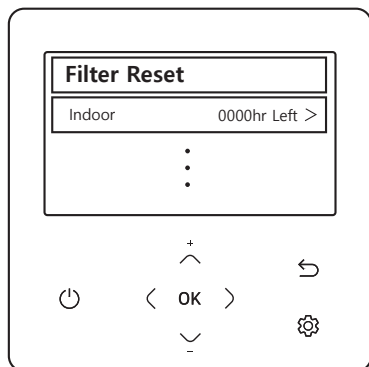 Filter Reset
Indoor 0000hr Left >
+
OK
-